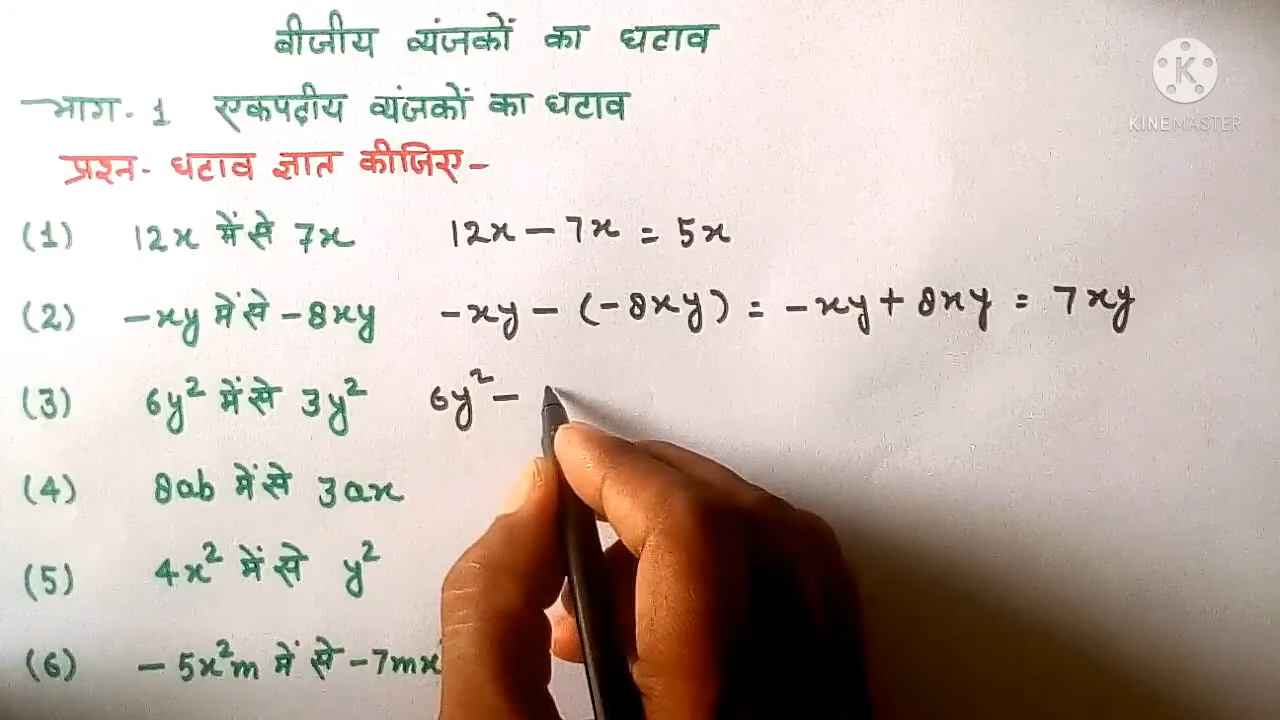 बीजीय व्यंजकों का घटाव
भाग-1 एकपदीय व्यंजकों का घटाव
प्रश्न- घटाव ज्ञात कीजिए-
(1) 12x में से 7x 12x - 7x = 5x
(2) -xy में से -8xy -xy - (-8xy) = -xy + 8xy = 7xy
(3) 6y² में से 3y² 6y² -
(4) 8ab में से 3ax
(5) 4x² में से y²
(6) - 5x²m में से -7mx
K
KINEMASTER